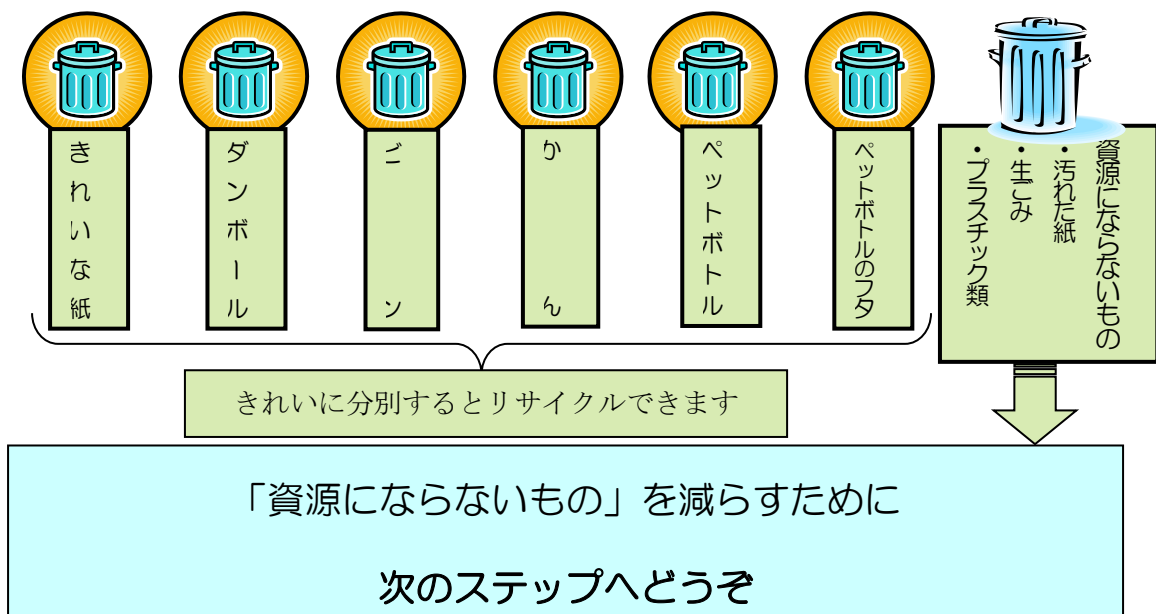 きれいな紙
ダンボール
ビン
かん
ペットボトル
ペットボトルのフタ
資源にならないもの
・汚れた紙
・生ごみ
・プラスチック類
きれいに分別するとリサイクルできます
「資源にならないもの」を減らすために
次のステップへどうぞ